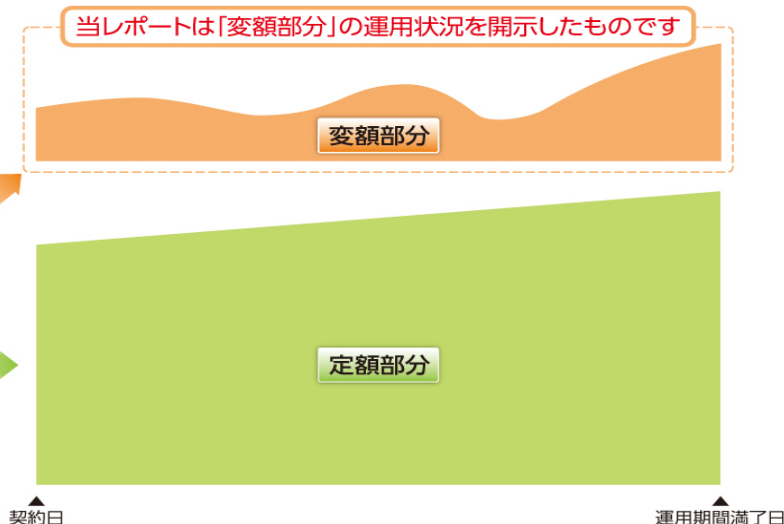 当レポートは「変額部分」の運用状況を開示したものです
変額部分
定額部分
契約日
運用期間満了日